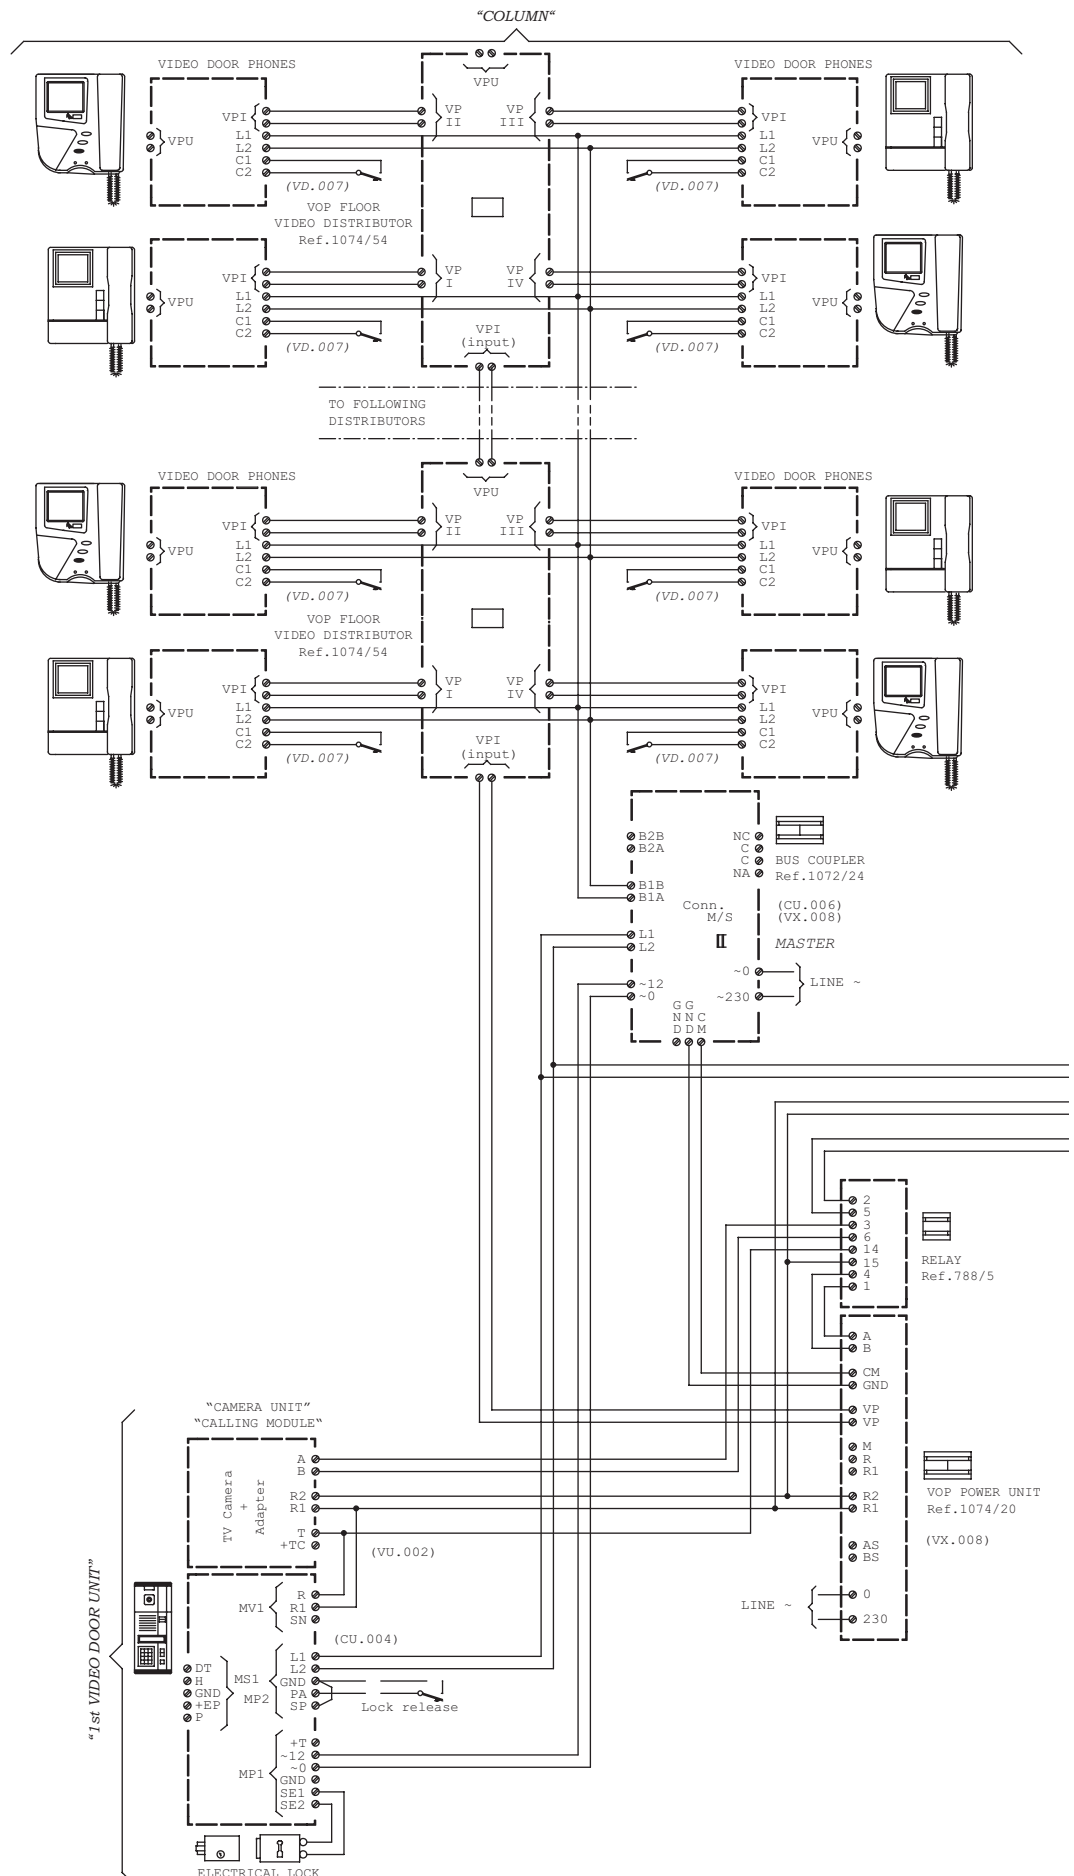 “COLUMN“
VIDEO DOOR PHONES
VPU
VIDEO DOOR PHONES
VPI
L1
L2
C1
C2
VPU
(VD.007)
VP
II
VP
III
VPI
L1
L2
C1
C2
VPU
(VD.007)
VOP FLOOR
VIDEO DISTRIBUTOR
Ref.1074/54
VPI
L1
L2
C1
C2
VPU
(VD.007)
VP
I
VP
IV
VPI
(input)
VPI
L1
L2
C1
C2
VPU
(VD.007)
TO FOLLOWING
DISTRIBUTORS
VIDEO DOOR PHONES
VPU
VIDEO DOOR PHONES
VPI
L1
L2
C1
C2
VPU
(VD.007)
VP
II
VP
III
VPI
L1
L2
C1
C2
VPU
(VD.007)
VOP FLOOR
VIDEO DISTRIBUTOR
Ref.1074/54
VPI
L1
L2
C1
C2
VPU
(VD.007)
VP
I
VP
IV
VPI
(input)
VPI
L1
L2
C1
C2
VPU
(VD.007)
B2B
B2A
B1B
B1A
L1
L2
~12
~0
NC
C
C
NA
Conn.
M/S
II
~0
~230
GND
GND
CM
BUS COUPLER
Ref.1072/24
(CU.006)
(VX.008)
MASTER
LINE ~
2
5
3
6
14
15
4
1
RELAY
Ref.788/5
A
B
CM
GND
VP
VP
M
R
R1
R2
R1
AS
BS
0
230
LINE ~
VOP POWER UNIT
Ref.1074/20
(VX.008)
“CAMERA UNIT”
“CALLING MODULE“
TV Camera
+
Adapter
A
B
R2
R1
T
+TC
(VU.002)
“1st VIDEO DOOR UNIT”
MV1
R
R1
SN
(CU.004)
DT
H
GND
+EP
P
MS1
MP2
L1
L2
GND
PA
SP
Lock release
MP1
+T
~12
~0
GND
SE1
SE2
ELECTRICAL LOCK